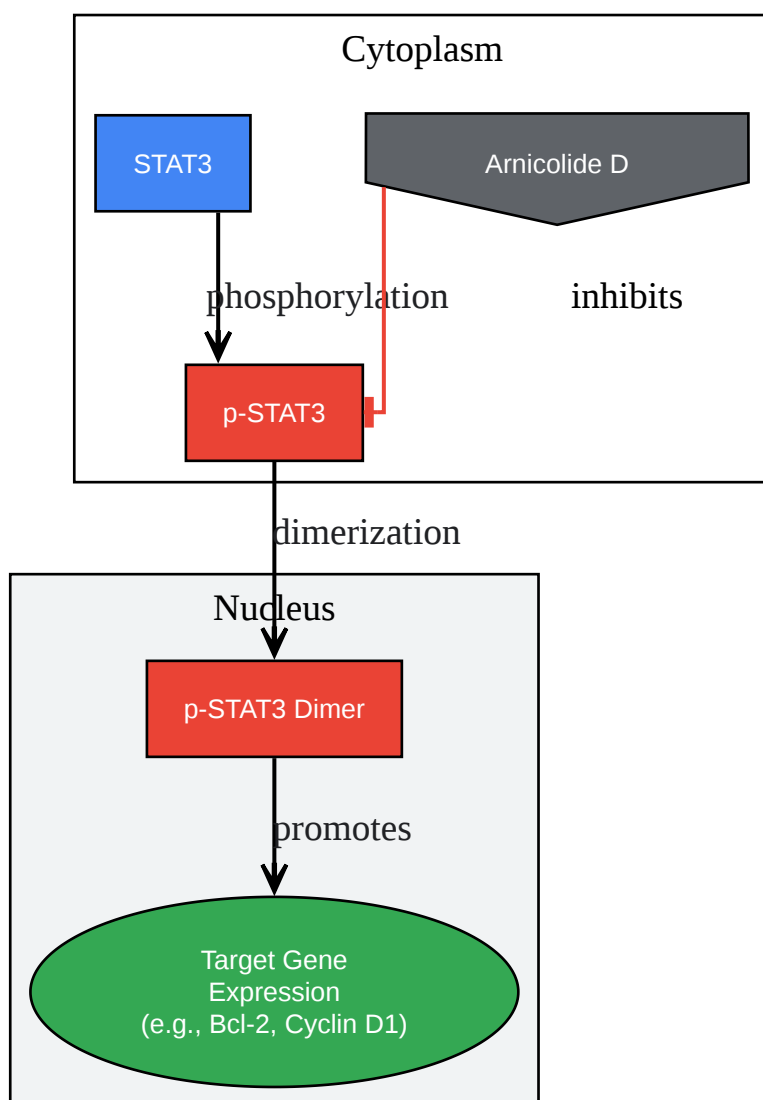 Cytoplasm
STAT3
Arnicolide D
phosphorylation
inhibits
p-STAT3
dimerization
Nucleus
p-STAT3 Dimer
promotes
Target Gene
Expression
(e.g., Bcl-2, Cyclin D1)